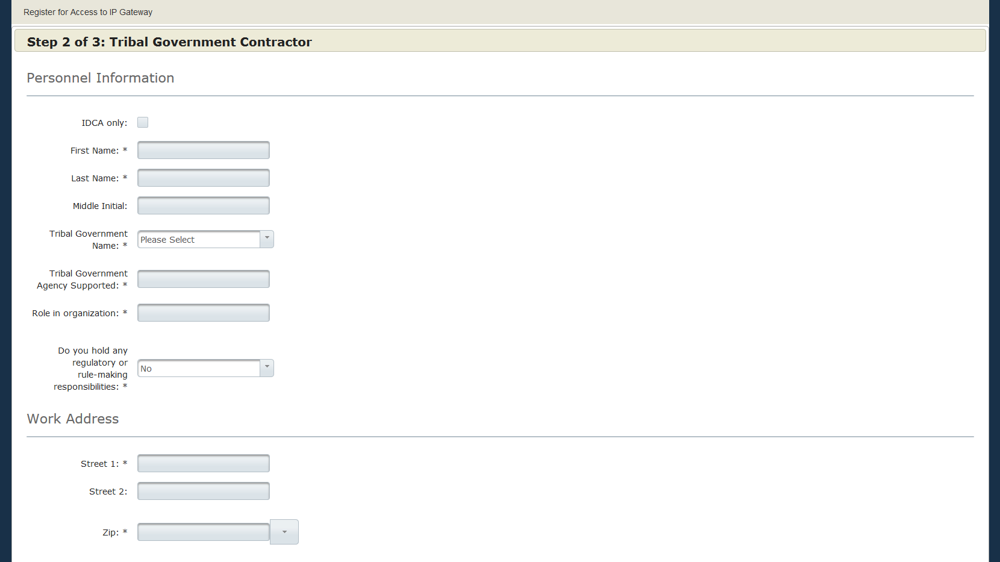 Register for Access to IP Gateway
Step 2 of 3: Tribal Government Contractor
Personnel Information
IDCA only:
First Name: *
Last Name: *
Middle Initial:
Tribal Government
Name: *
Please Select
Tribal Government
Agency Supported: *
Role in organization: *
Do you hold any
regulatory or
rule-making
responsibilities: *
No
Work Address
Street 1: *
Street 2:
Zip: *